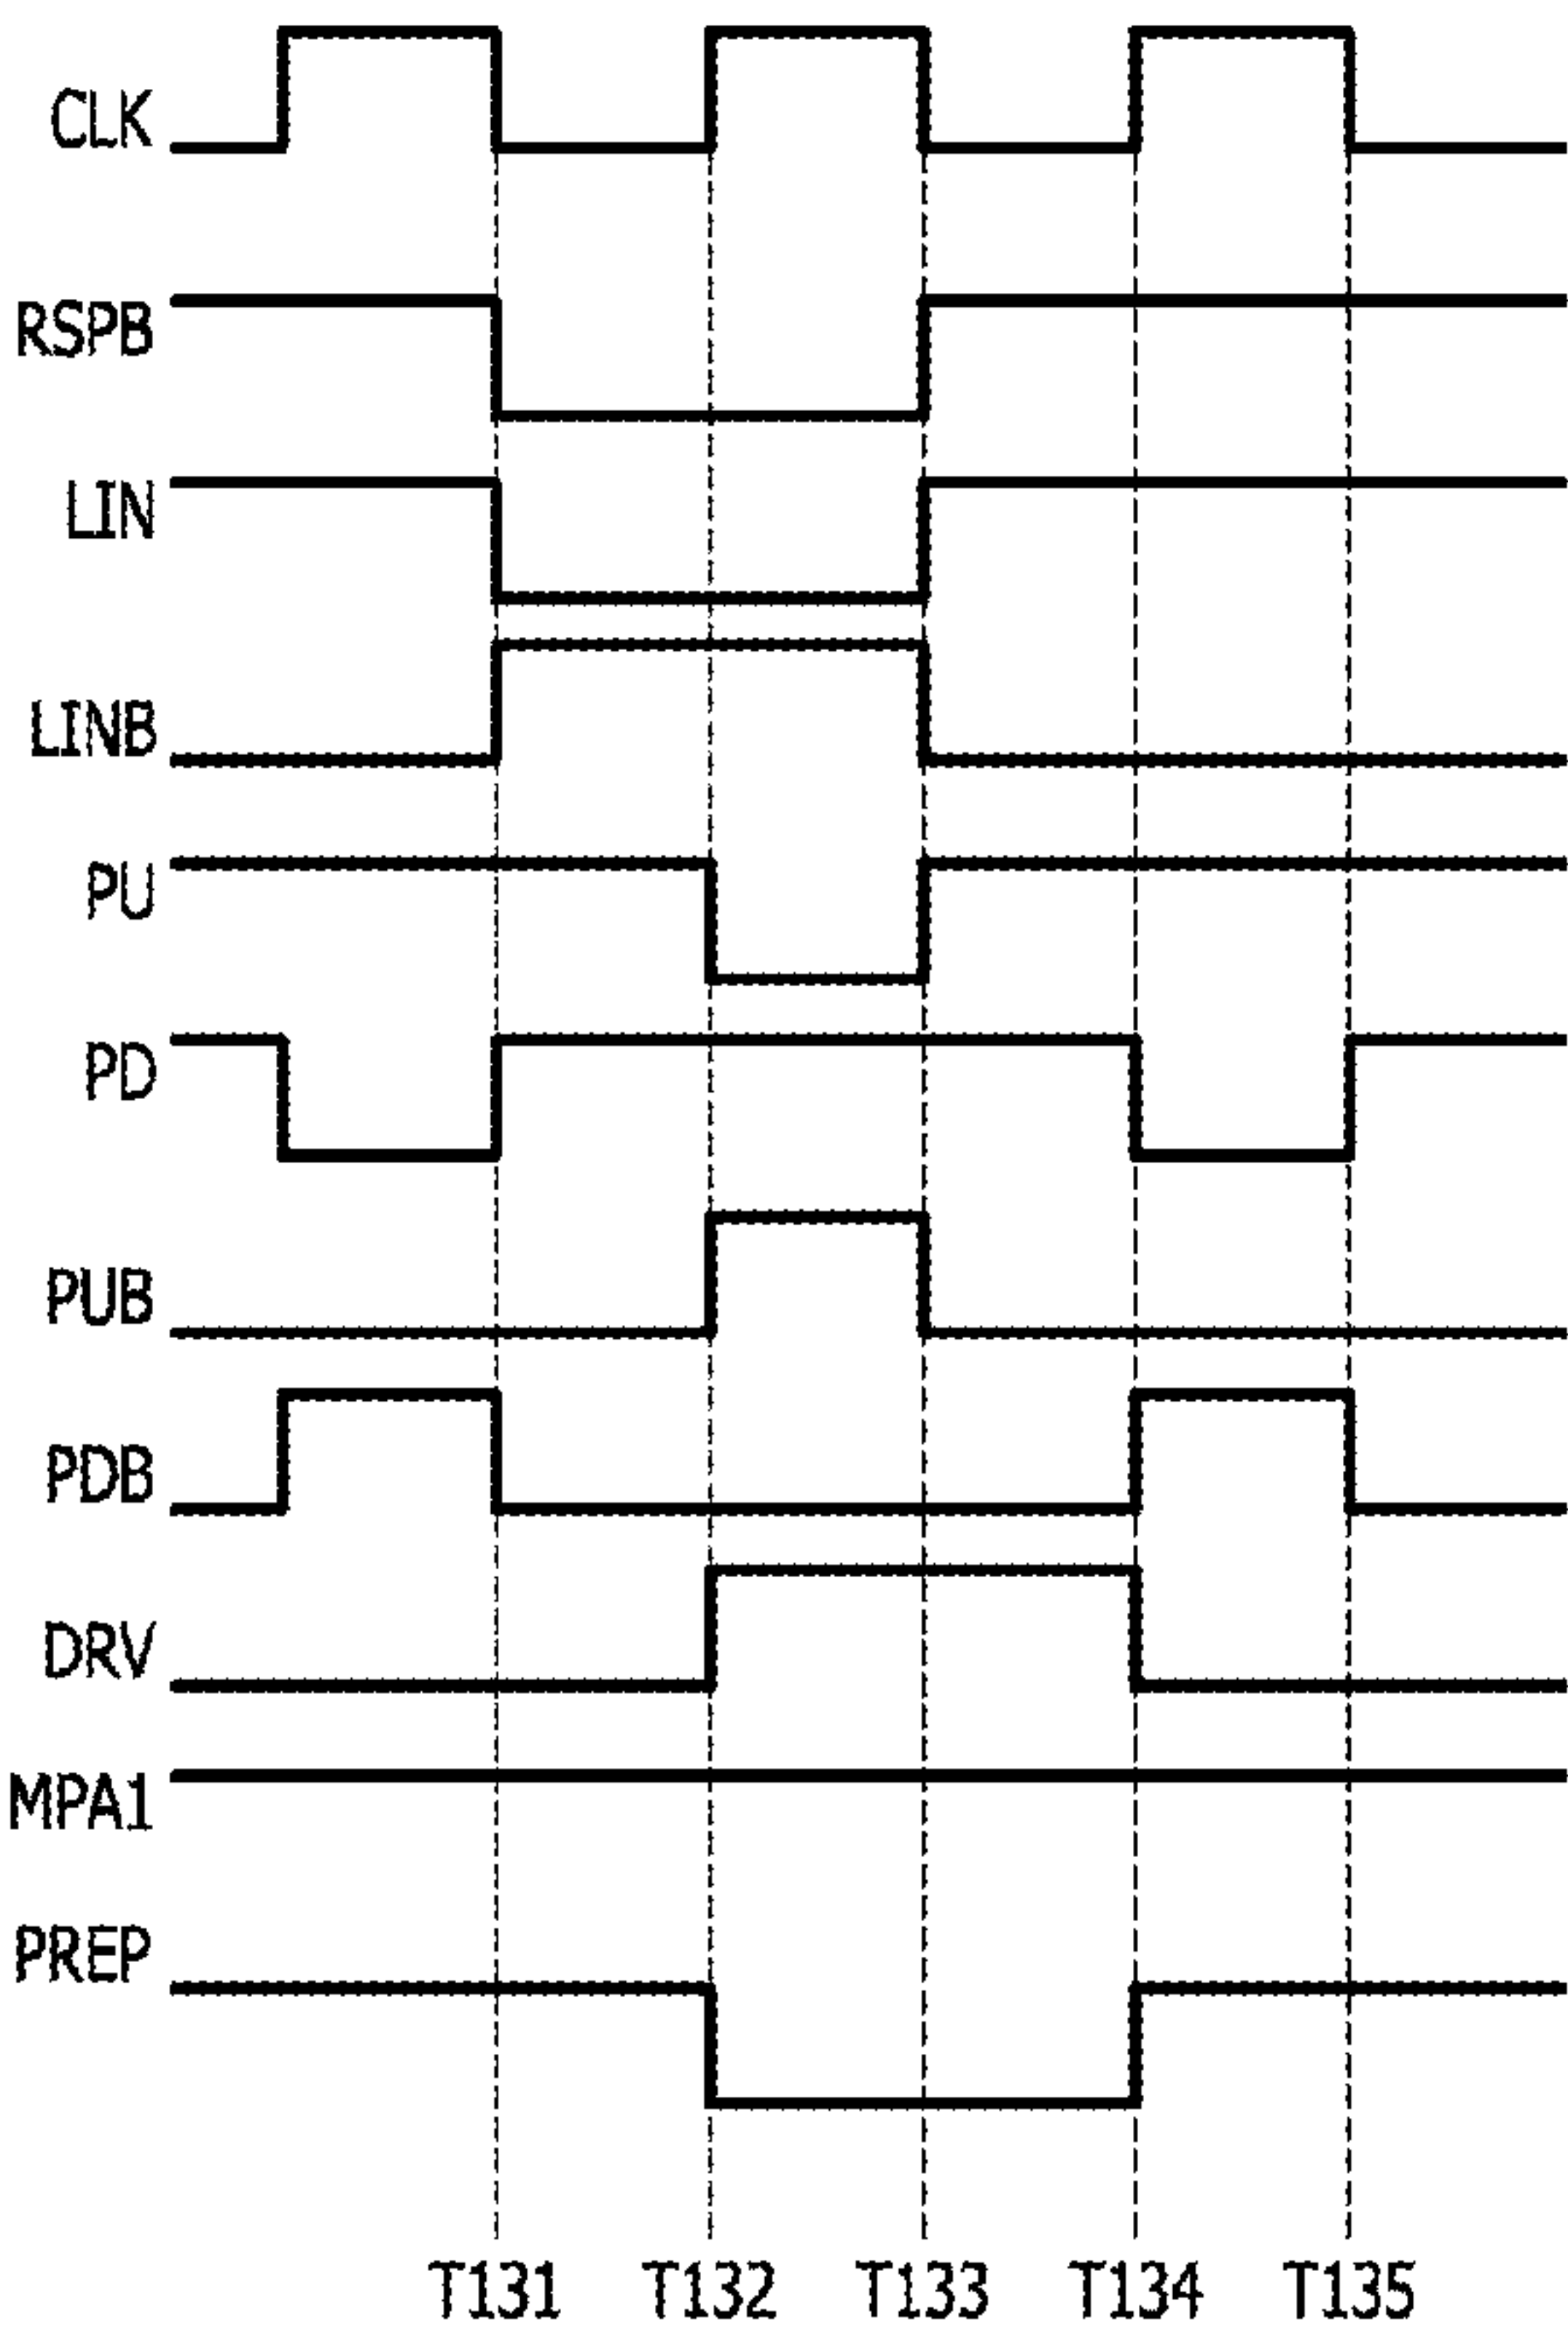 CLK
RSPB
LIN
LINB
PU
PD
PUB
PDB
DRV
MPA1
PREP
T131 T132 T133 T134 T135